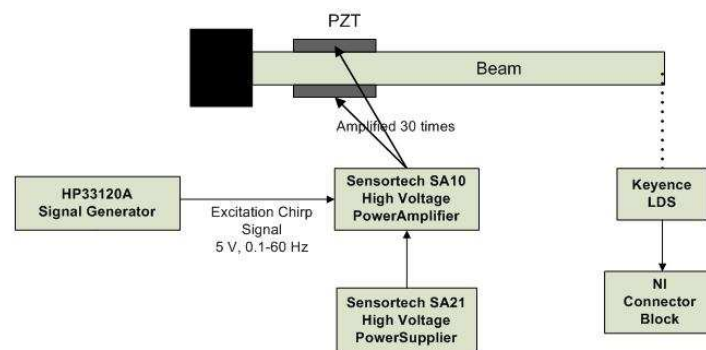 PZT
Beam
Amplified 30 times
HP33120A
Signal Generator
Excitation Chirp
Signal
5 V, 0.1-60 Hz
Sensortech SA10
High Voltage
PowerAmplifier
Keyence
LDS
Sensortech SA21
High Voltage
PowerSupplier
NI
Connector
Block